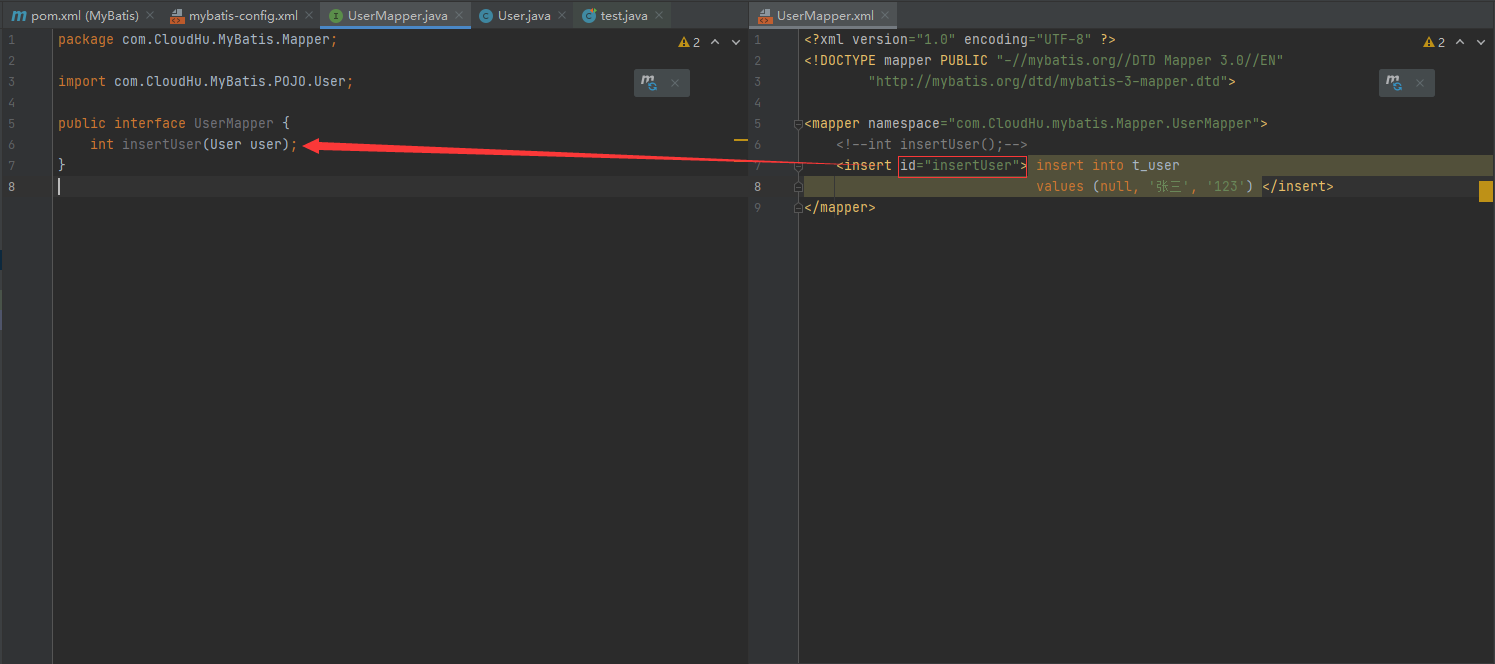 pom.xml (MyBatis) mybatis-config.xml UserMapper.java User.java test.java
1 package com.CloudHu.MyBatis.Mapper; 2
2
3 import com.CloudHu.MyBatis.POJO.User;
4
5 public interface UserMapper {
6 int insertUser(User user);
7 }
8
UserMapper.xml
1 <?xml version="1.0" encoding="UTF-8" ?> 2
2 <!DOCTYPE mapper PUBLIC "-//mybatis.org//DTD Mapper 3.0//EN"
3 "http://mybatis.org/dtd/mybatis-3-mapper.dtd">
4
5 <mapper namespace="com.CloudHu.mybatis.Mapper.UserMapper">
6 <!--int insertUser();-->
7 <insert id="insertUser"> insert into t_user
8 values (null, '张三', '123') </insert>
9 </mapper>